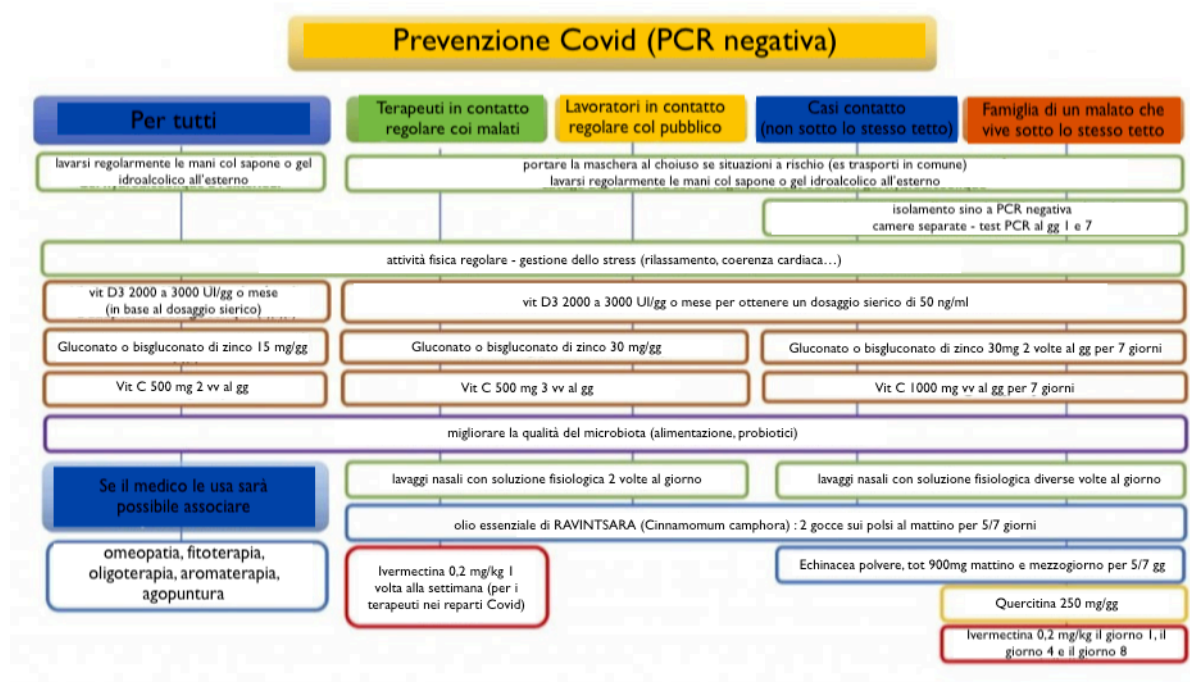 Prevenzione Covid (PCR negativa)
Per tutti
Terapeuti in contatto
regolare coi malati
Lavoratori in contatto
regolare col pubblico
Casi contatto
(non sotto lo stesso tetto)
Famiglia di un malato che
vive sotto lo stesso tetto
lavarsi regolarmente le mani col sapone o gel
idroalcolico all'esterno
portare la maschera al choiuso se situazioni a rischio (es trasporti in comune)
lavarsi regolarmente le mani col sapone o gel idroalcolico all'esterno
isolamento sino a PCR negativa
camere separate - test PCR al gg 1 e 7
attività fisica regolare - gestione dello stress (rilassamento, coerenza cardiaca...)
vit D3 2000 a 3000 UI/gg o mese
(in base al dosaggio sierico)
vit D3 2000 a 3000 UI/gg o mese per ottenere un dosaggio sierico di 50 ng/ml
Gluconato o bisgluconato di zinco 15 mg/gg
Gluconato o bisgluconato di zinco 30 mg/gg
Gluconato o bisgluconato di zinco 30mg 2 volte al gg per 7 giorni
Vit C 500 mg 2 vv al gg
Vit C 500 mg 3 vv al gg
Vit C 1000 mg vv al gg per 7 giorni
migliorare la qualità del microbiota (alimentazione, probiotici)
Se il medico le usa sarà
possibile associare
lavaggi nasali con soluzione fisiologica 2 volte al giorno
lavaggi nasali con soluzione fisiologica diverse volte al giorno
olio essenziale di RAVINTSARA (Cinnamomum camphora) : 2 gocce sui polsi al mattino per 5/7 giorni
omeopatia, fitoterapia,
oligoterapia, aromaterapia,
agopuntura
Ivermectina 0,2 mg/kg 1
volta alla settimana (per i
terapeuti nei reparti Covid)
Echinacea polvere, tot 900mg mattino e mezzogiorno per 5/7 gg
Quercitina 250 mg/gg
Ivermectina 0,2 mg/kg il giorno 1, il
giorno 4 e il giorno 8